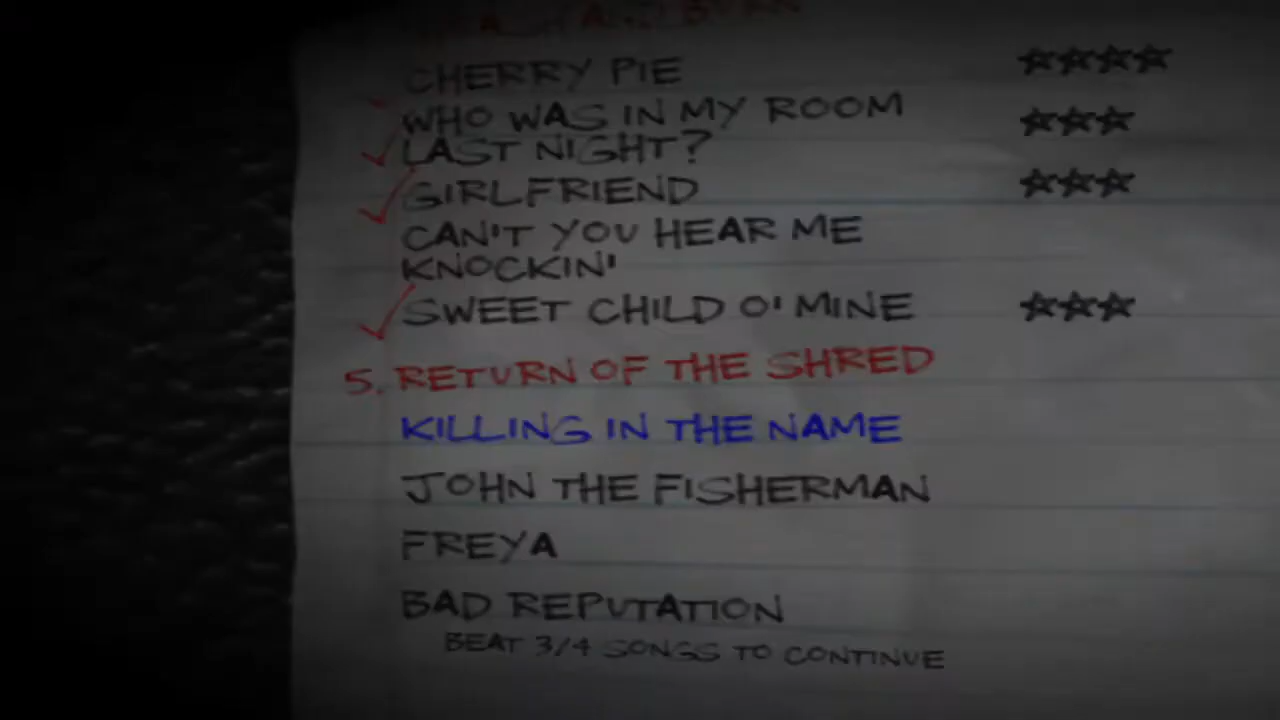 CHERRY PIE ☆☆☆☆
WHO WAS IN MY ROOM
LAST NIGHT? ☆☆☆
GIRLFRIEND ☆☆☆
CAN'T YOU HEAR ME
KNOCKIN'
SWEET CHILD O' MINE ☆☆☆
5. RETURN OF THE SHRED
KILLING IN THE NAME
JOHN THE FISHERMAN
FREYA
BAD REPUTATION
BEAT 3/4 SONGS TO CONTINUE